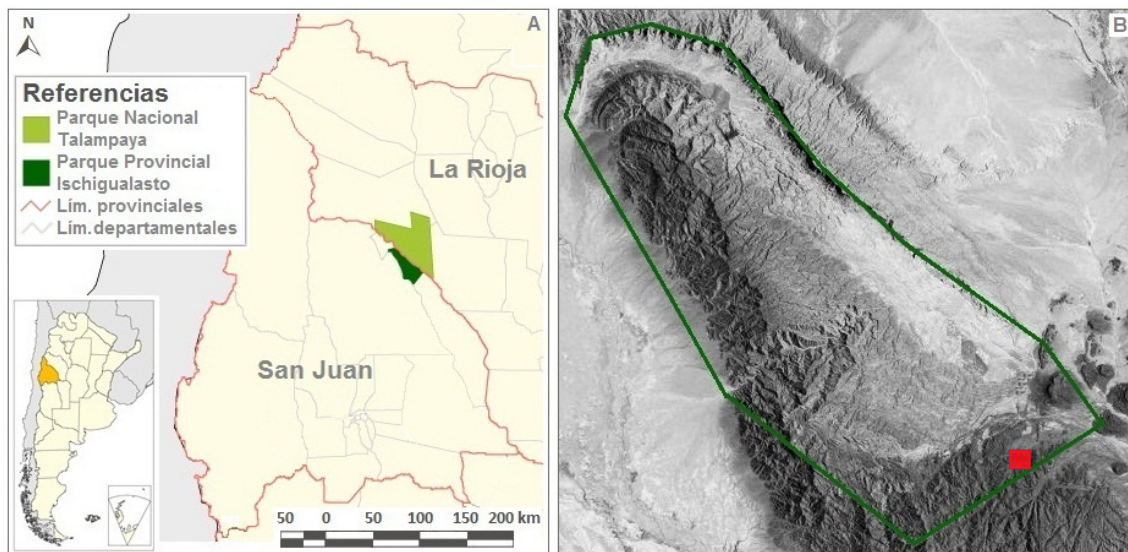 N
A
Referencias
Parque Nacional
Talampaya
Parque Provincial
Ischigualasto
Lím. provinciales
Lím.departamentales
La Rioja
San Juan
50 0 50 100 150 200 km
B